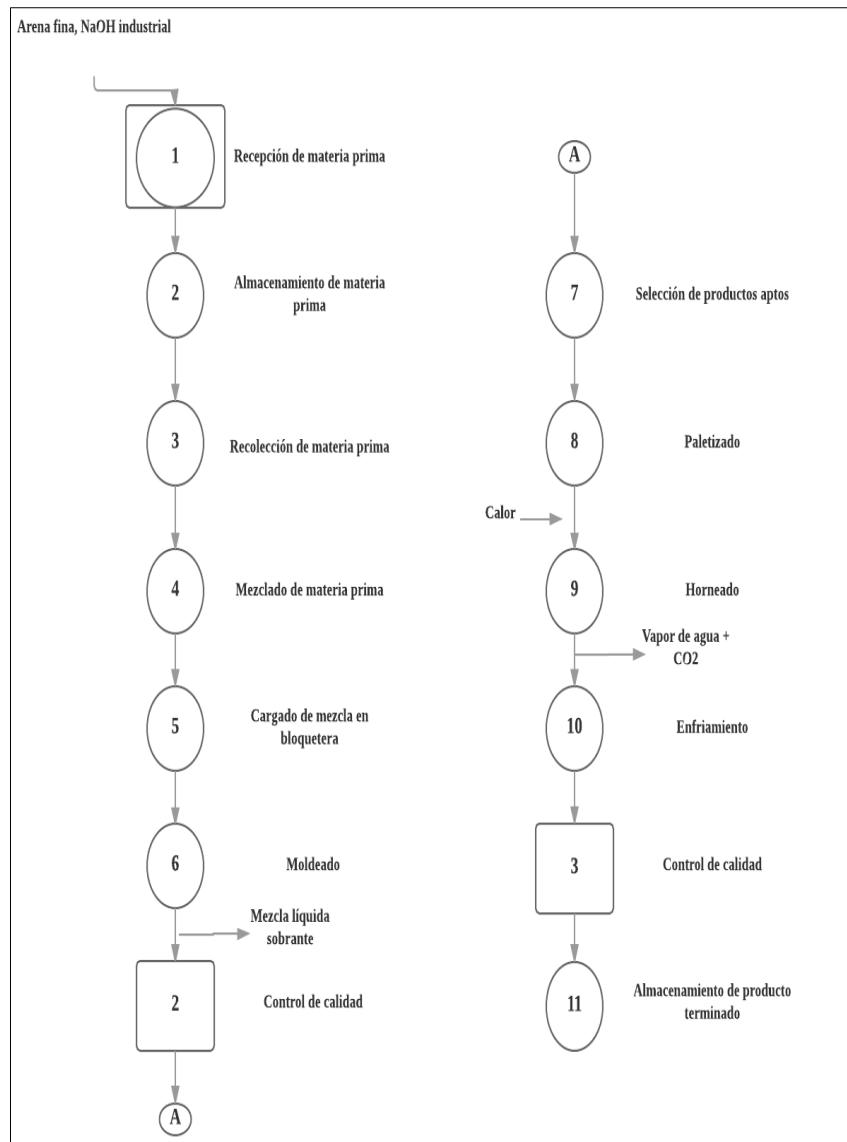 Arena fina, NaOH industrial
1
Recepción de materia prima
2
Almacenamiento de materia
prima
3
Recolección de materia prima
4
Mezclado de materia prima
5
Cargado de mezcla en
bloquetera
6
Moldeado
Mezcla líquida
sobrante
2
Control de calidad
A
A
7
Selección de productos aptos
8
Paletizado
Calor
9
Horneado
Vapor de agua +
CO2
10
Enfriamiento
3
Control de calidad
11
Almacenamiento de producto
terminado